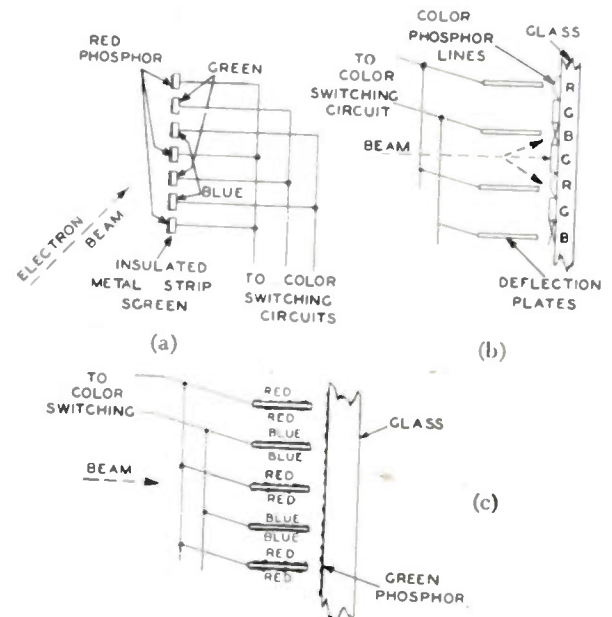 RED
PHOSPHOR
GREEN
BLUE
ELECTRON
BEAM
INSULATED
METAL STRIP
SCREEN
TO COLOR
SWITCHING
CIRCUITS
(a)
COLOR
PHOSPHOR
LINES
GLASS
TO
COLOR
SWITCHING
CIRCUIT
BEAM
R
G
B
G
R
G
B
DEFLECTION
PLATES
(b)
TO
COLOR
SWITCHING
BEAM
RED
RED
BLUE
BLUE
RED
RED
BLUE
BLUE
RED
RED
GLASS
(c)
GREEN
PHOSPHOR